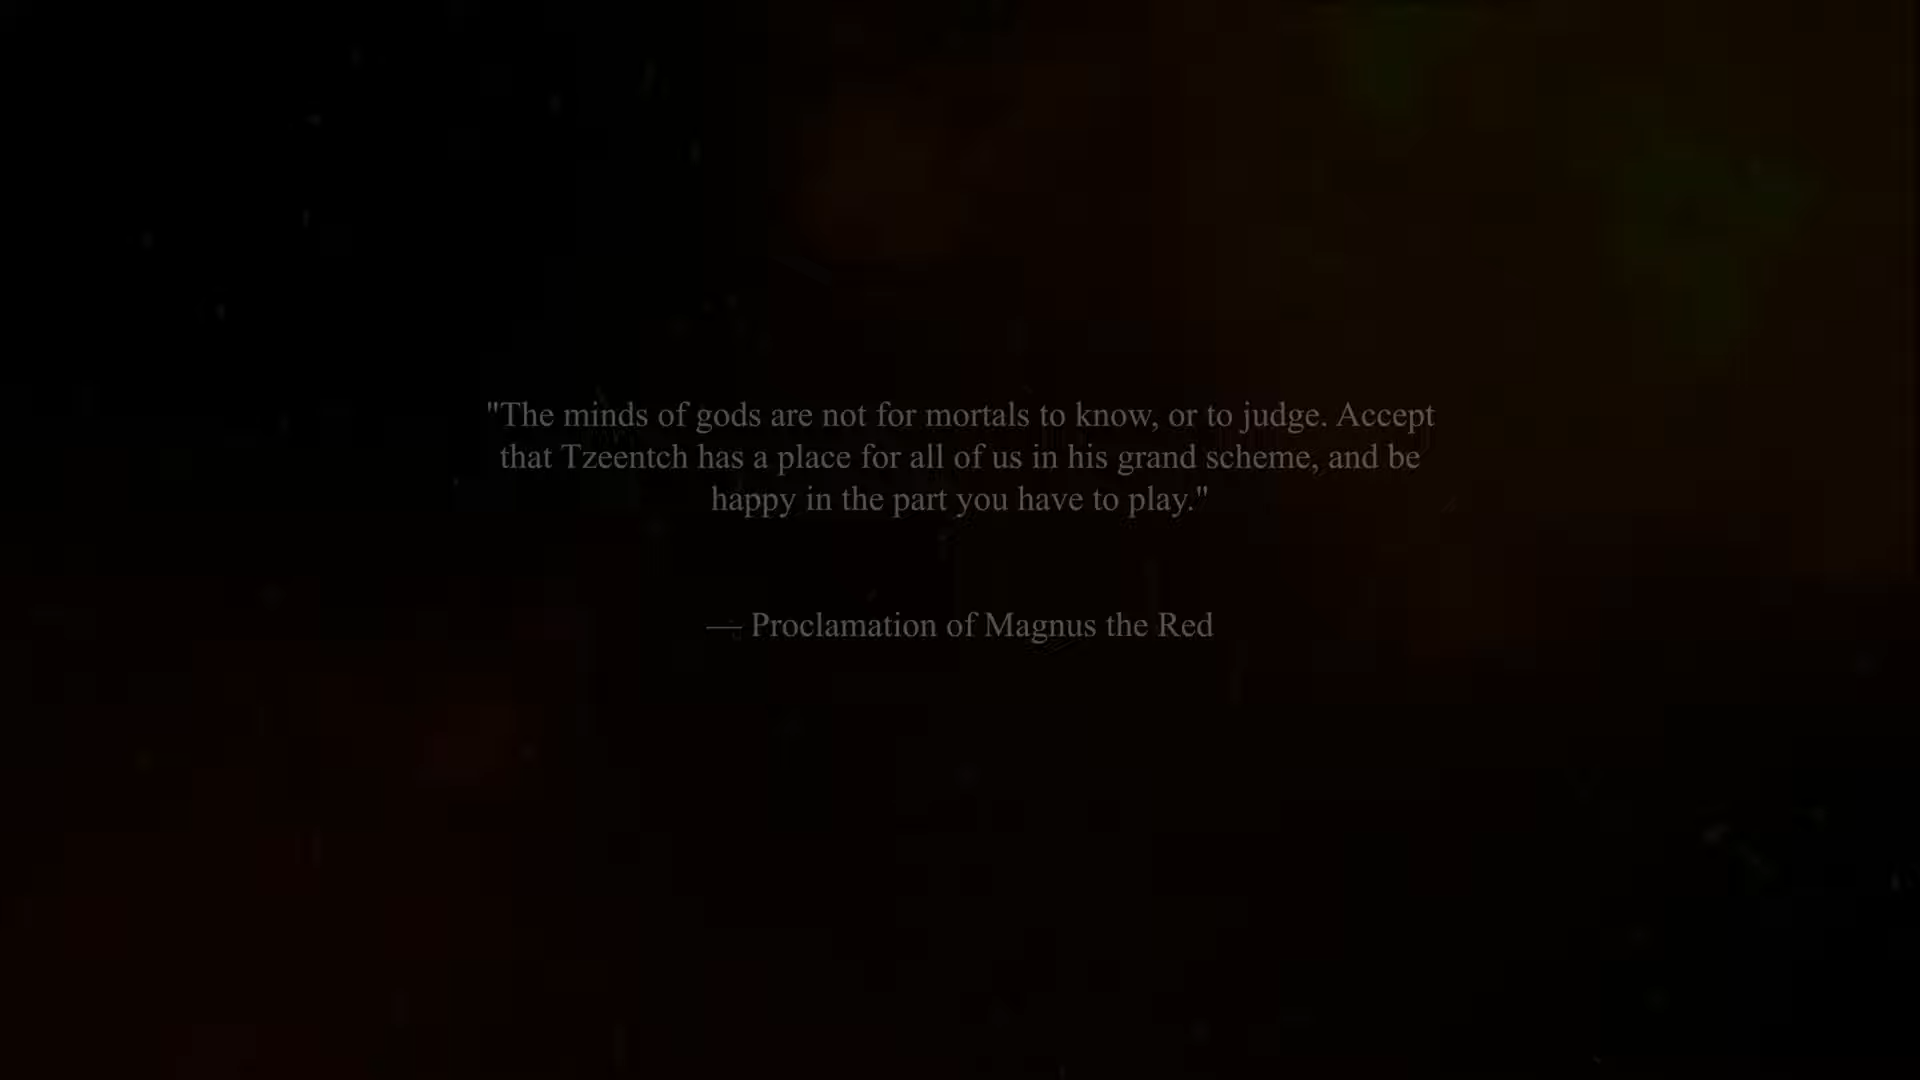 "The minds of gods are not for mortals to know, or to judge. Accept
that Tzeentch has a place for all of us in his grand scheme, and be
happy in the part you have to play."
— Proclamation of Magnus the Red